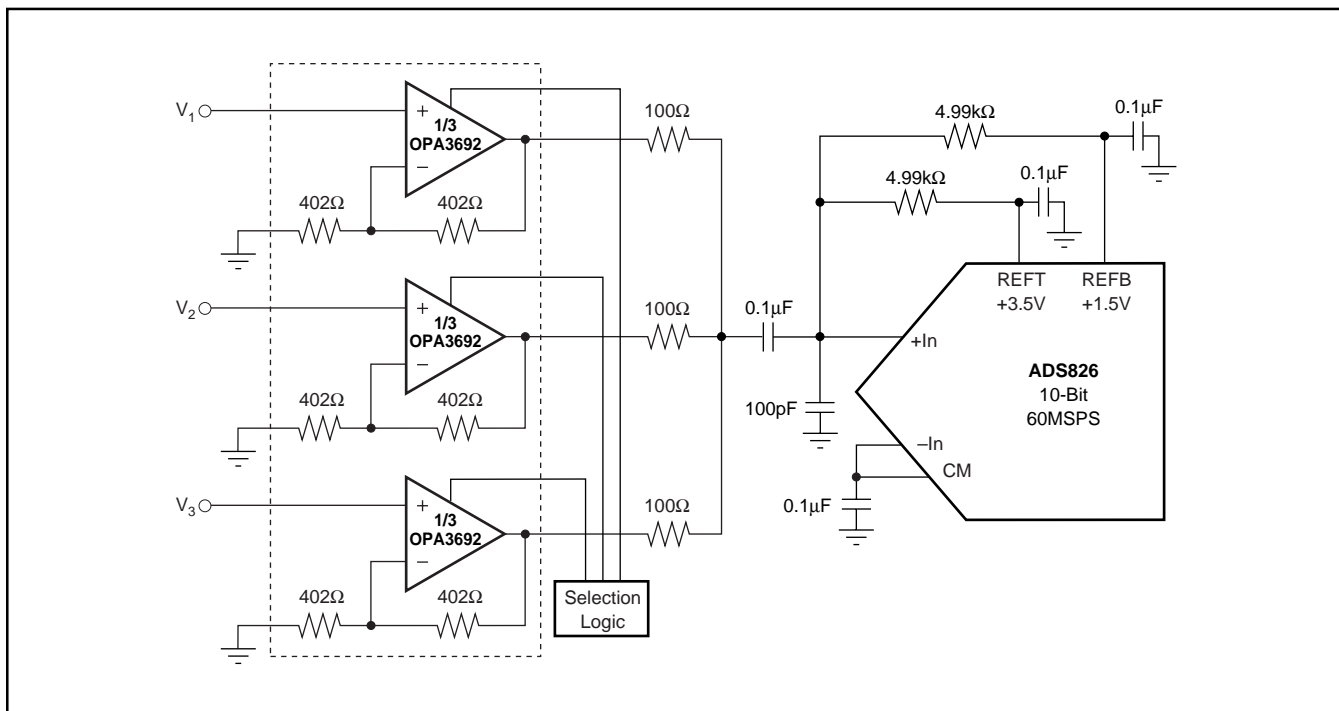 V1
+
1/3
OPA3692
–
402Ω
402Ω
100Ω
V2
+
1/3
OPA3692
–
402Ω
402Ω
100Ω
V3
+
1/3
OPA3692
–
402Ω
402Ω
100Ω
Selection
Logic
0.1µF
100pF
4.99kΩ
0.1µF
4.99kΩ
0.1µF
REFT
+3.5V
REFB
+1.5V
+In
ADS826
10-Bit
60MSPS
–In
CM
0.1µF